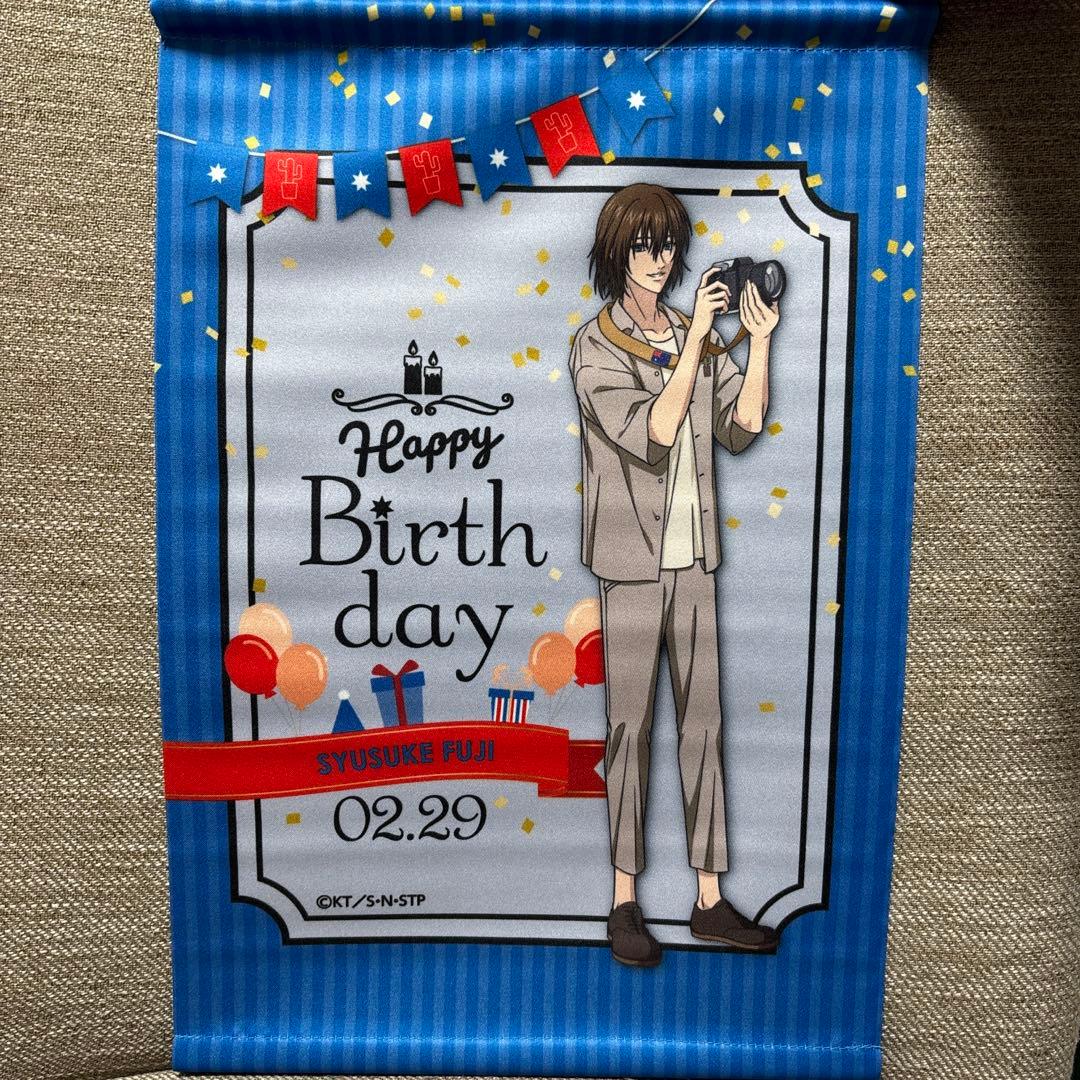 Happy
Birth
day
SYUSUKE FUJI
02.29
©KT/S•N•STP